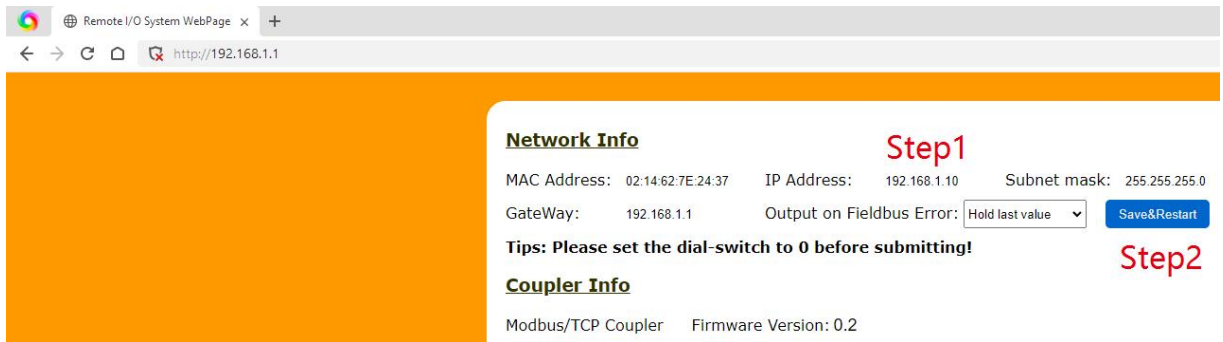 Remote I/O System WebPage
http://192.168.1.1
Network Info
Step1
MAC Address: 02:14:62:7E:24:37 IP Address: 192.168.1.10 Subnet mask: 255.255.255.0
GateWay: 192.168.1.1 Output on Fieldbus Error: Hold last value Save&Restart
Tips: Please set the dial-switch to 0 before submitting!
Step2
Coupler Info
Modbus/TCP Coupler Firmware Version: 0.2